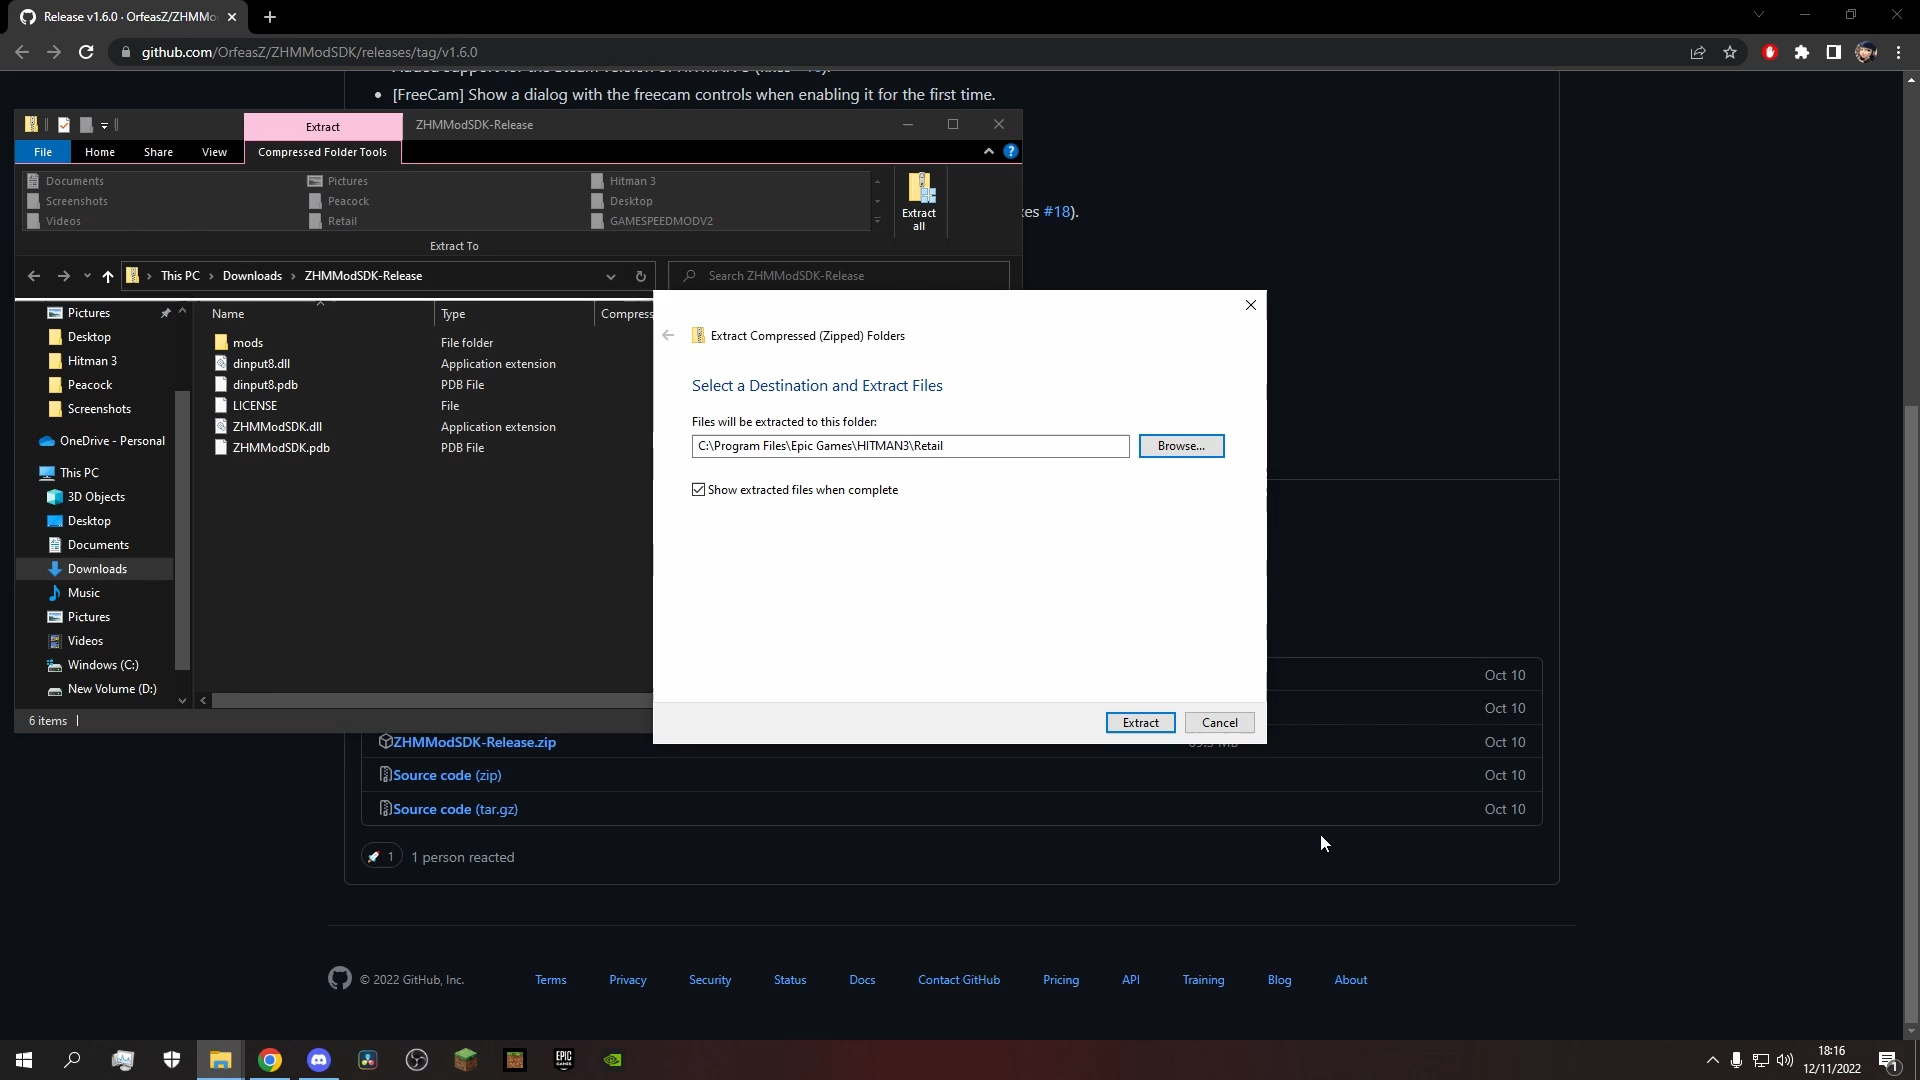 Release v1.6.0 · OrfeasZ/ZHMMo
github.com/OrfeasZ/ZHMModSDK/releases/tag/v1.6.0
[FreeCam] Show a dialog with the freecam controls when enabling it for the first time.
Extract
ZHMModSDK-Release
File
Home
Share
View
Compressed Folder Tools
Documents
Pictures
Hitman 3
Screenshots
Peacock
Desktop
Videos
Retail
GAMESPEEDMODV2
Extract
all
Extract To
xes #18).
This PC
Downloads
ZHMModSDK-Release
Search ZHMModSDK-Release
Pictures
Desktop
Hitman 3
Peacock
Screenshots
OneDrive - Personal
This PC
3D Objects
Desktop
Documents
Downloads
Music
Pictures
Videos
Windows (C:)
New Volume (D:)
6 items
Name
Type
Compress
mods
File folder
dinput8.dll
Application extension
dinput8.pdb
PDB File
LICENSE
File
ZHMModSDK.dll
Application extension
ZHMModSDK.pdb
PDB File
Extract Compressed (Zipped) Folders
Select a Destination and Extract Files
Files will be extracted to this folder:
C:\Program Files\Epic Games\HITMAN3\Retail
Browse...
Show extracted files when complete
Extract
Cancel
Oct 10
Oct 10
ZHMModSDK-Release.zip
Oct 10
Source code (zip)
Oct 10
Source code (tar.gz)
Oct 10
1
1 person reacted
© 2022 GitHub, Inc.
Terms
Privacy
Security
Status
Docs
Contact GitHub
Pricing
API
Training
Blog
About
EPIC
GAMES
18:16
12/11/2022
1